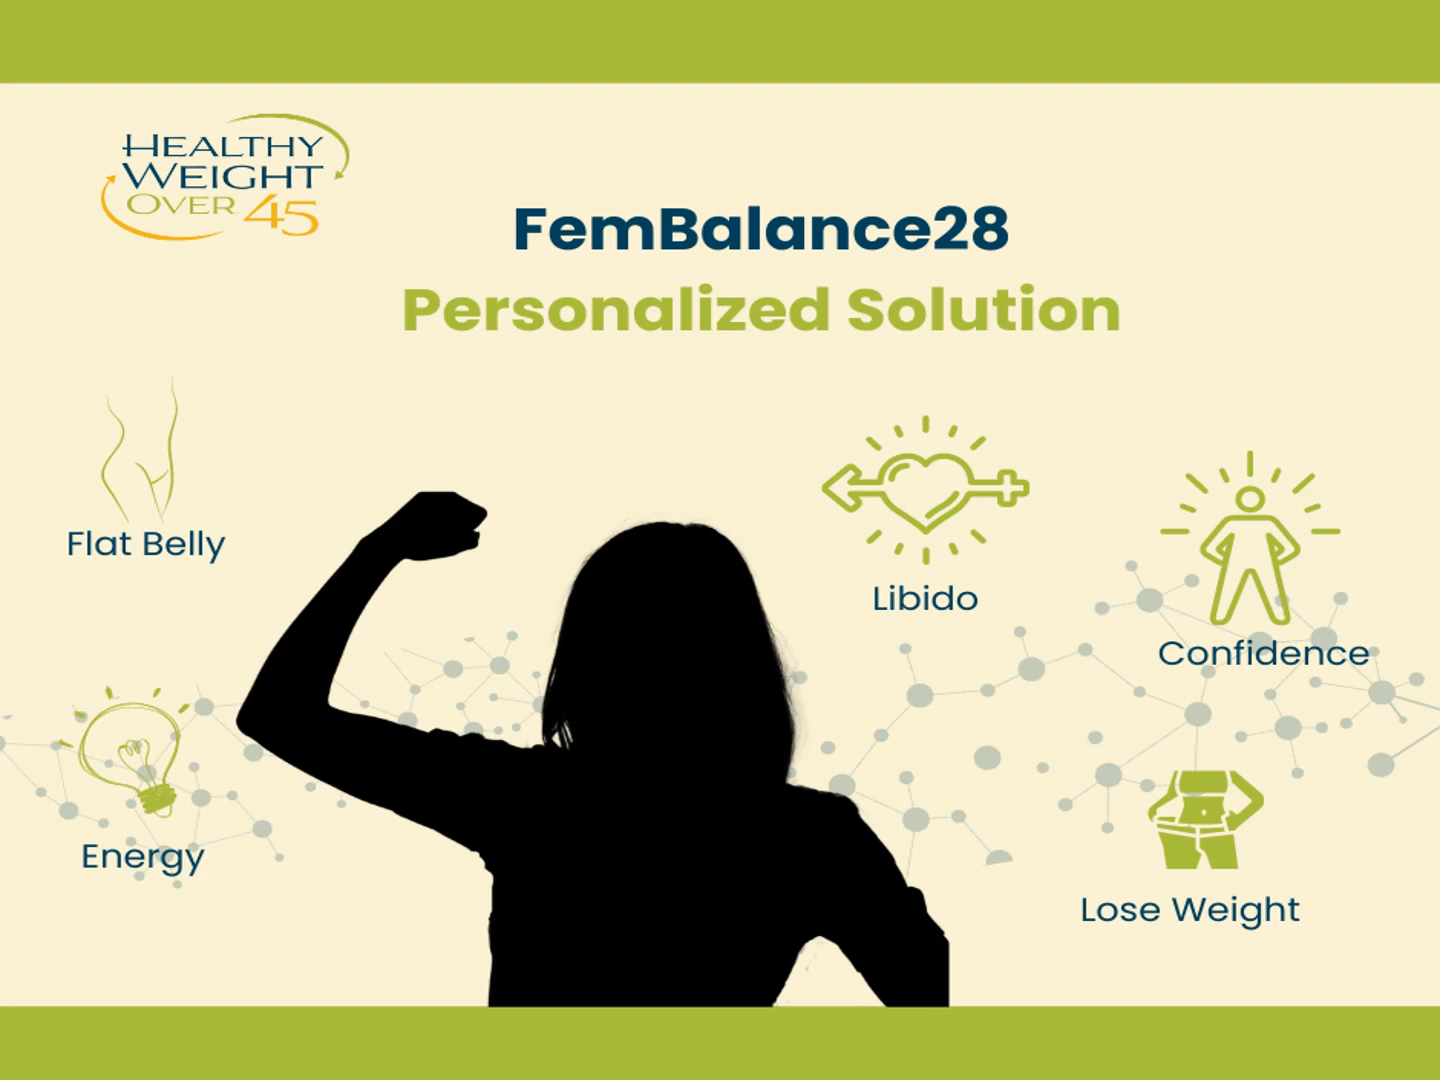 HEALTHY
WEIGHT
OVER 45
FemBalance28
Personalized Solution
Flat Belly
Libido
Confidence
Energy
Lose Weight